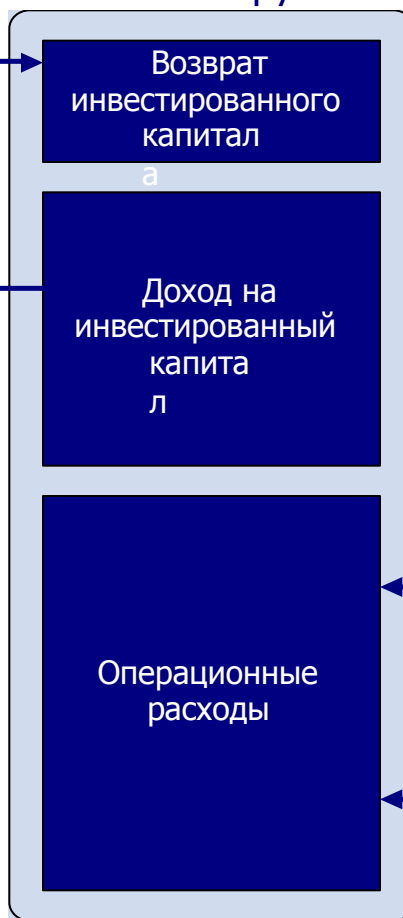 Возврат
инвестированного
капитал
а
Доход на
инвестированный
капита
л
Операционные
расходы